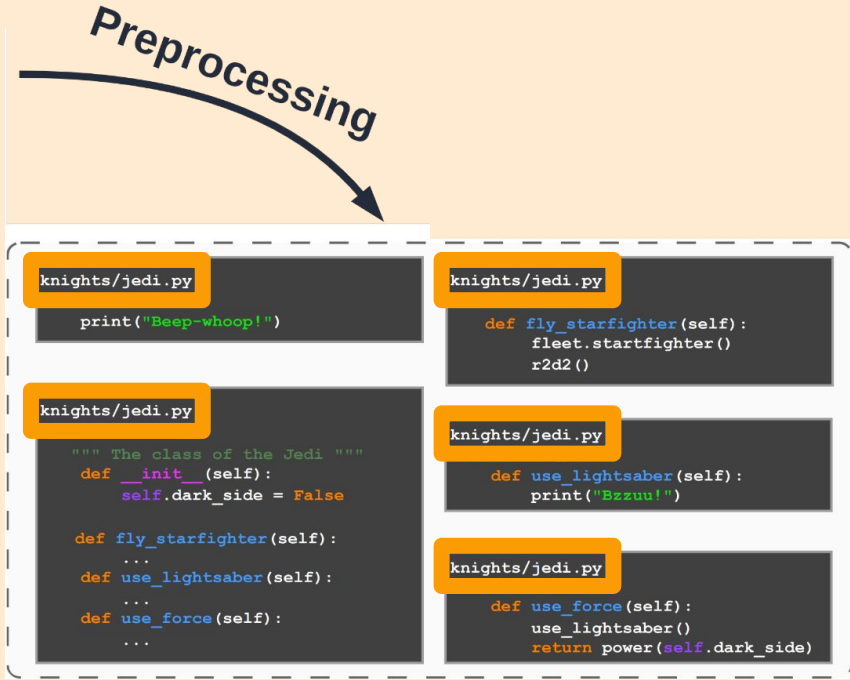 Preprocessing
knights/jedi.py
print("Beep-whoop!")
knights/jedi.py
""" The class of the Jedi """
def __init__(self):
self.dark_side = False
def fly_starfighter(self):
...
def use_lightsaber(self):
...
def use_force(self):
...
knights/jedi.py
def fly_starfighter(self):
fleet.startfighter()
r2d2()
knights/jedi.py
def use_lightsaber(self):
print("Bzzuu!")
knights/jedi.py
def use_force(self):
use_lightsaber()
return power(self.dark_side)